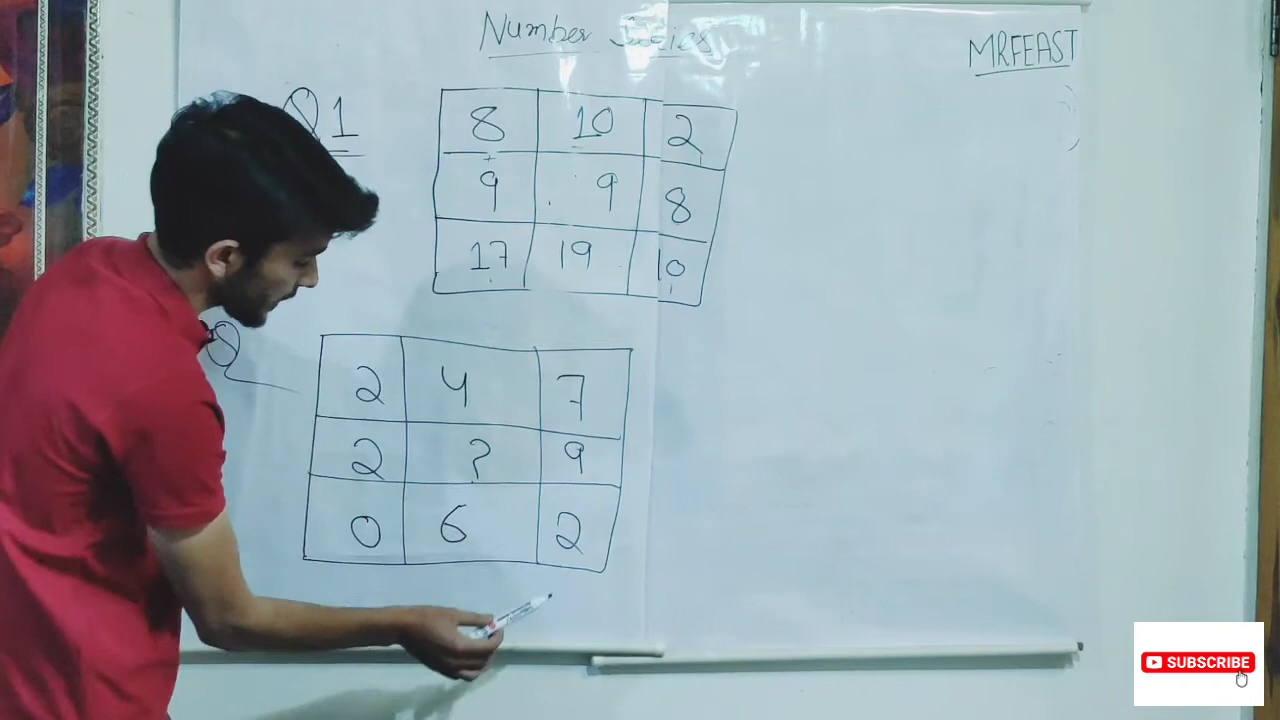 Number Series
MRFEAST
Q1
8 10 2
9 9 8
17 19 10
Q
2 4 7
2 ? 9
0 6 2
SUBSCRIBE